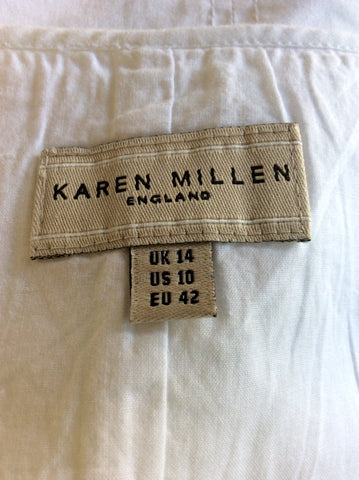 KAREN MILLEN
ENGLAND
UK 14
US 10
EU 42